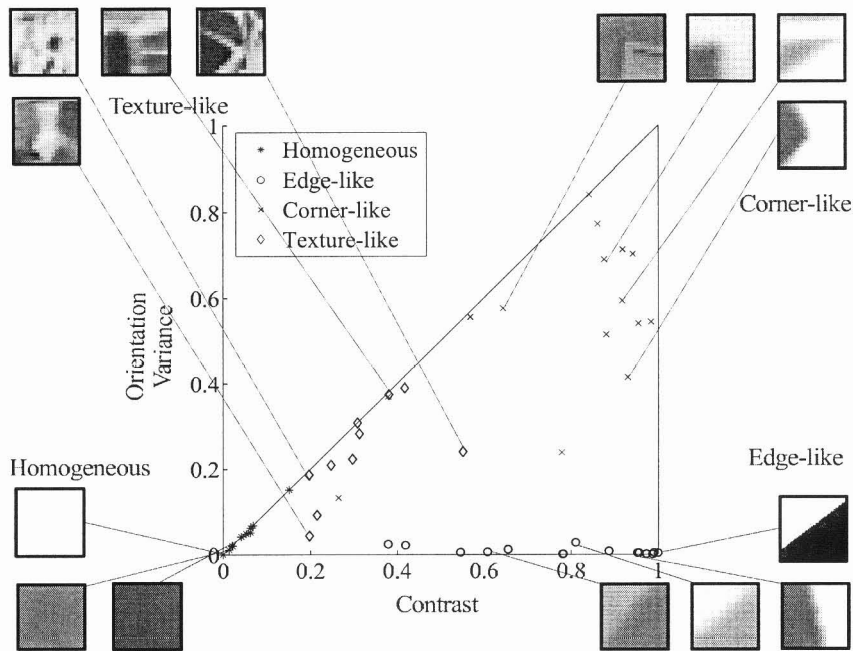 Texture-like
1
Homogeneous
Edge-like
Corner-like
Texture-like
Corner-like
0.8
0.6
0.4
0.2
0
Orientation
Variance
Homogeneous
Edge-like
0
0.2
0.4
0.6
0.8
1
Contrast